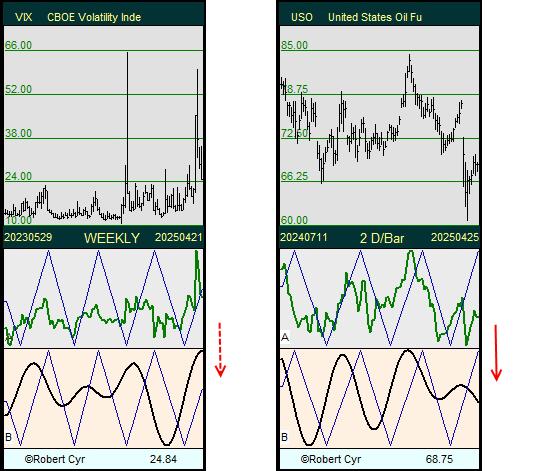 VIX CBOE Volatility Inde
66.00
52.00
38.00
24.00
10.00
20230529 WEEKLY 20250421
B
©Robert Cyr 24.84
USO United States Oil Fu
85.00
78.75
72.50
66.25
60.00
20240711 2 D/Bar 20250425
A
B
©Robert Cyr 68.75